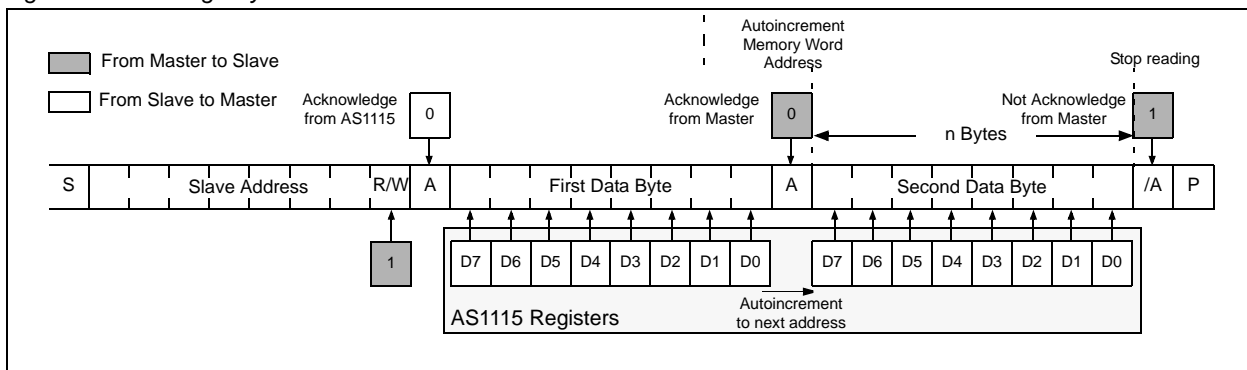 Autoincrement
Memory Word
Address
Stop reading
From Master to Slave
From Slave to Master
Acknowledge
from AS1115
0
Acknowledge
from Master
0
n Bytes
Not Acknowledge
from Master
1
S Slave Address R/W A First Data Byte A Second Data Byte /A P
1
D7 D6 D5 D4 D3 D2 D1 D0 D7 D6 D5 D4 D3 D2 D1 D0
Autoincrement
to next address
AS1115 Registers